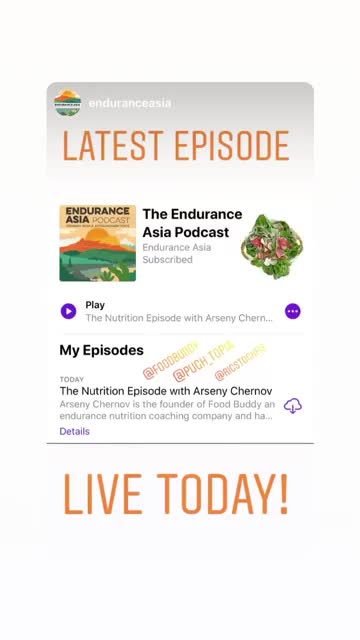 enduranceasia
LATEST EPISODE
ENDURANCE
ASIA PODCAST
The Endurance
Asia Podcast
Endurance Asia
Subscribed
Play
The Nutrition Episode with Arseny Chern...
My Episodes
@FOODBUDDY
@PUCH_TOPIA
TODAY
The Nutrition Episode with Arseny Chernov
Arseny Chernov is the founder of Food Buddy an
endurance nutrition coaching company and ha...
Details
LIVE TODAY!